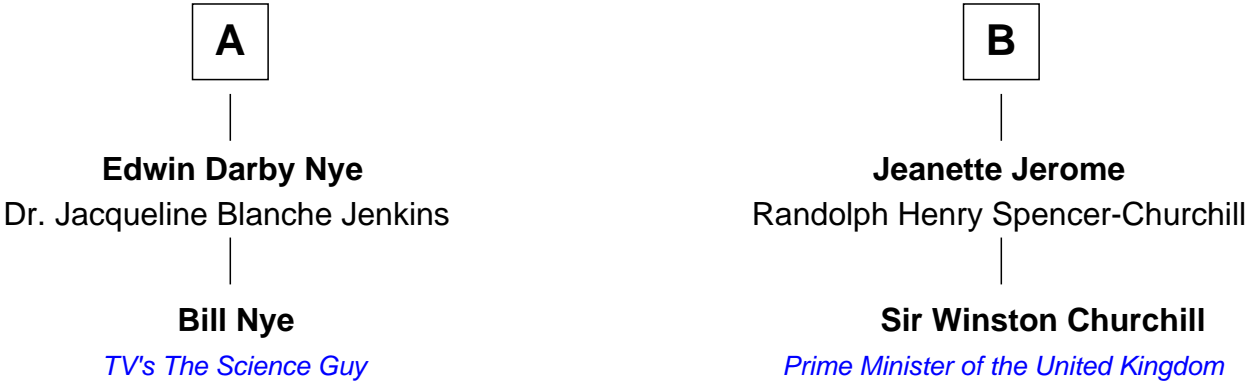 A
B
Edwin Darby Nye
Jeanette Jerome
Dr. Jacqueline Blanche Jenkins
Randolph Henry Spencer-Churchill
Bill Nye
Sir Winston Churchill
TV's The Science Guy
Prime Minister of the United Kingdom